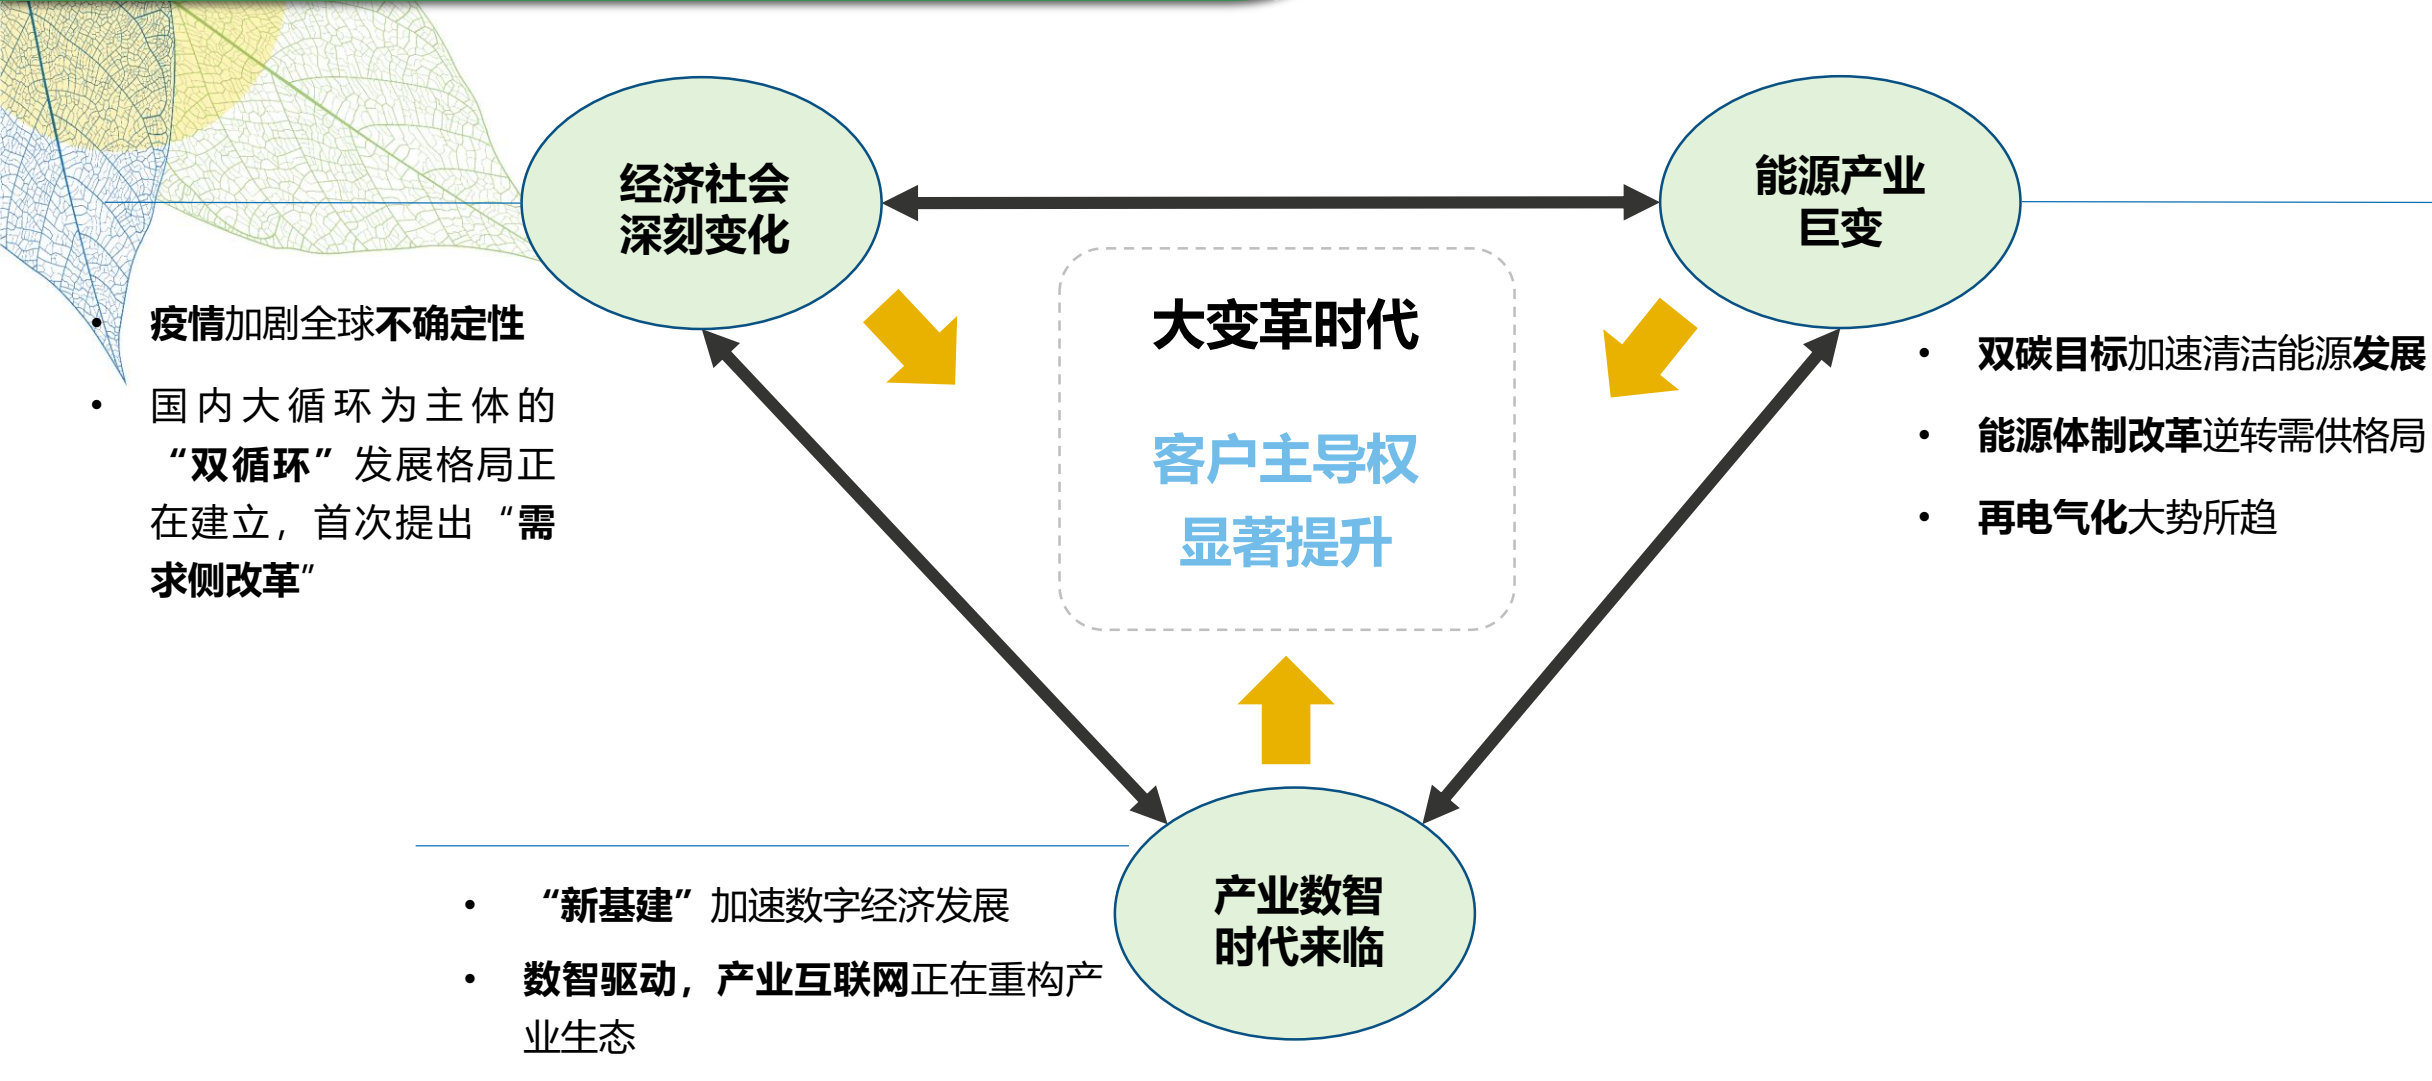 经济社会
深刻变化
能源产业
巨变
大变革时代
客户主导权
显著提升
• 疫情加剧全球不确定性
• 国内大循环为主体的
“双循环”发展格局正
在建立，首次提出“需
求侧改革”
• 双碳目标加速清洁能源发展
• 能源体制改革逆转需供格局
• 再电气化大势所趋
产业数智
时代来临
• “新基建”加速数字经济发展
• 数智驱动，产业互联网正在重构产
业生态